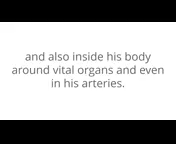 and also inside his body
around vital organs and even
in his arteries.